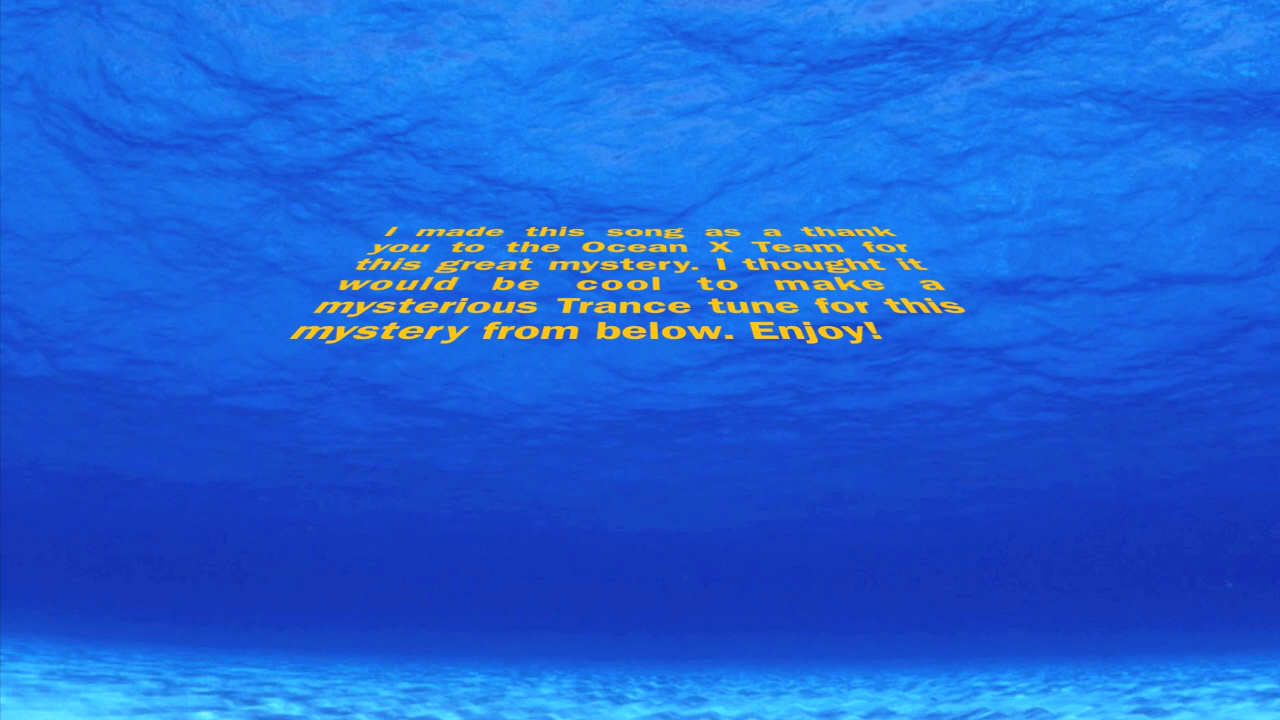 I made this song as a thank
you to the Ocean X Team for
this great mystery. I thought it
would be cool to make a
mysterious Trance tune for this
mystery from below. Enjoy!